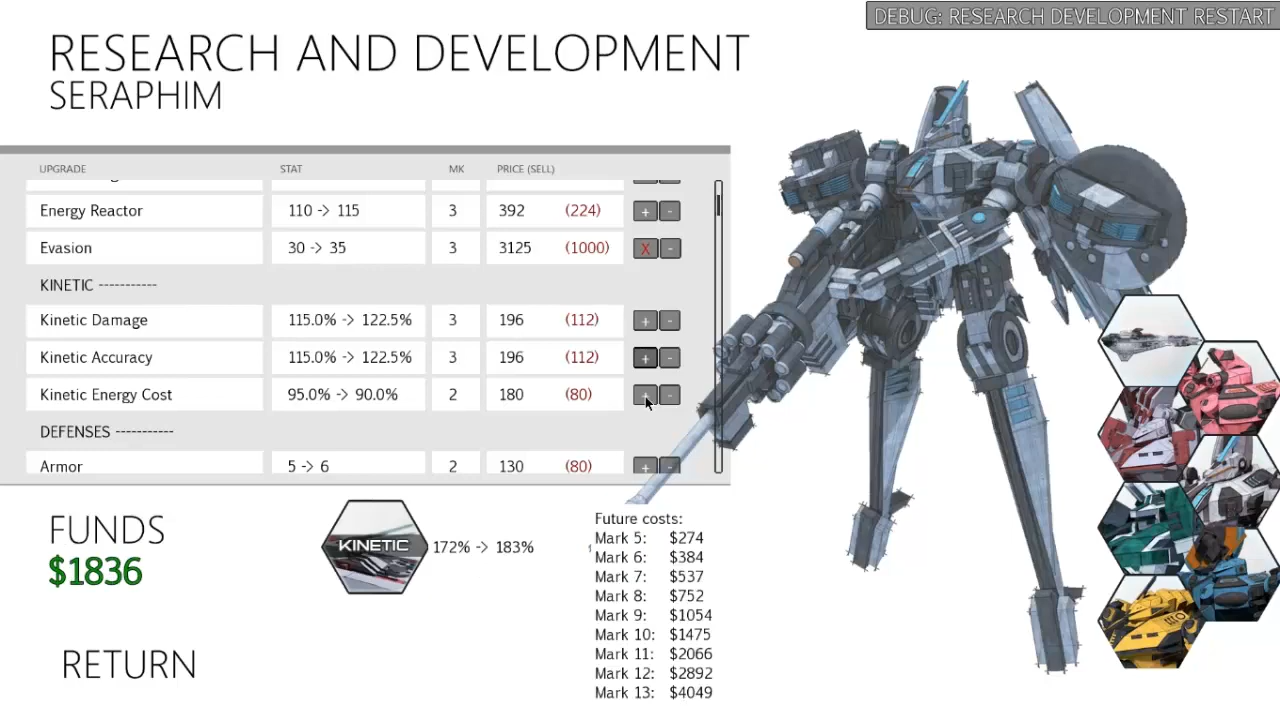 DEBUG: RESEARCH DEVELOPMENT RESTART
RESEARCH AND DEVELOPMENT
SERAPHIM
UPGRADE STAT MK PRICE (SELL)
Energy Reactor 110 -> 115 3 392 (224) + -
Evasion 30 -> 35 3 3125 (1000) X -
KINETIC -----------
Kinetic Damage 115.0% -> 122.5% 3 196 (112) + -
Kinetic Accuracy 115.0% -> 122.5% 3 196 (112) + -
Kinetic Energy Cost 95.0% -> 90.0% 2 180 (80) + -
DEFENSES -----------
Armor 5 -> 6 2 130 (80) + -
FUNDS
$1836
KINETIC 172% -> 183%
Future costs:
Mark 5: $274
Mark 6: $384
Mark 7: $537
Mark 8: $752
Mark 9: $1054
Mark 10: $1475
Mark 11: $2066
Mark 12: $2892
Mark 13: $4049
RETURN